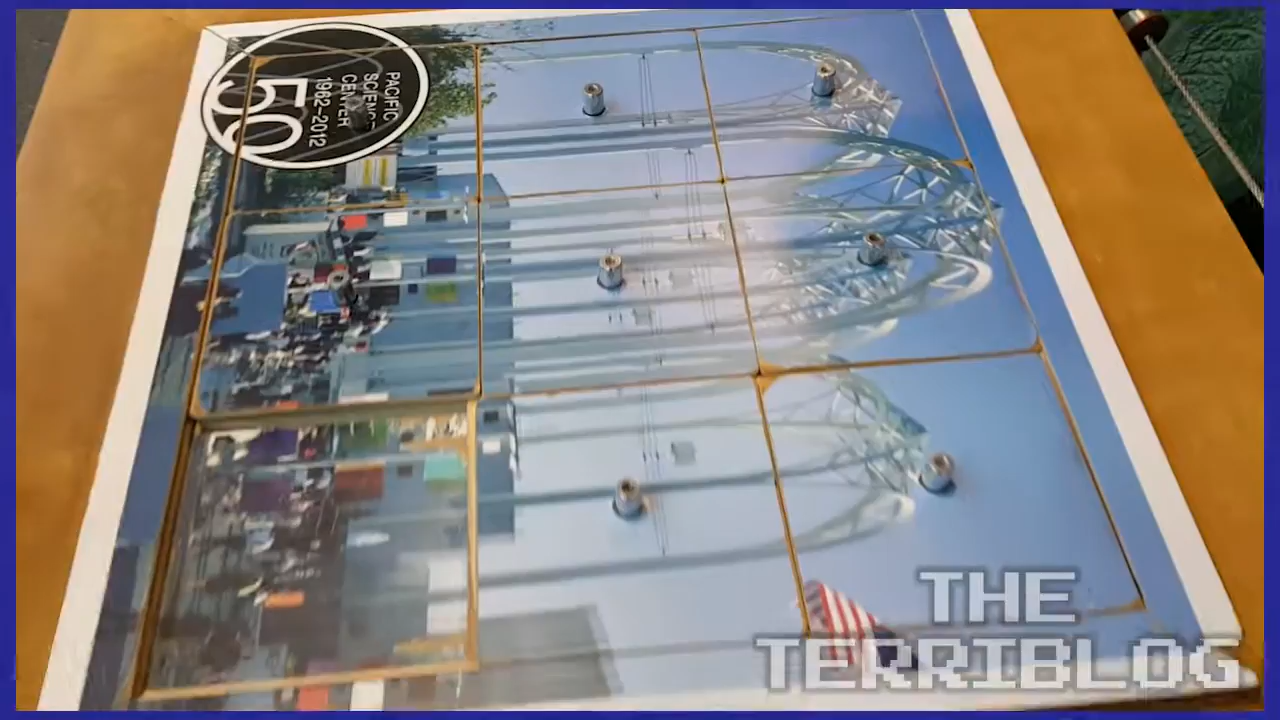 PACIFIC
SCIENCE
CENTER
1962-2012
50
THE
TERRIBLOG